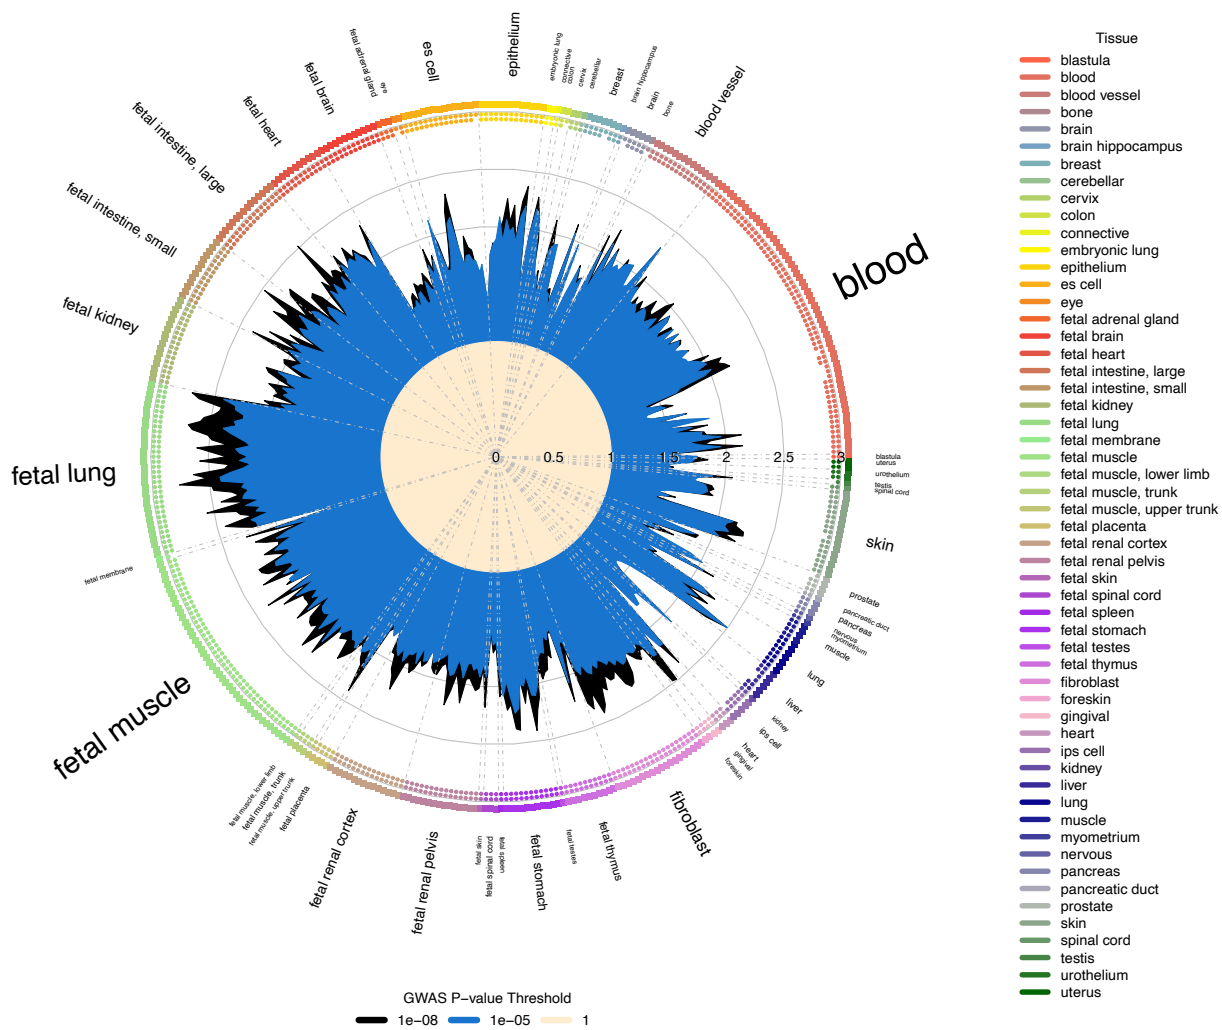 epithelium
es cell
embryonic lung
connective
colon
cervix
cerebellar
breast
brain hippocampus
brain
bone
blood vessel
eye
fetal adrenal gland
fetal brain
fetal heart
fetal intestine, large
fetal intestine, small
fetal kidney
fetal lung
fetal membrane
fetal muscle
fetal muscle, lower limb
fetal muscle, trunk
fetal muscle, upper trunk
fetal placenta
fetal renal cortex
fetal renal pelvis
fetal skin
fetal spinal cord
fetal spleen
fetal stomach
fetal testes
fetal thymus
fibroblast
foreskin
gingival
heart
ips cell
kidney
liver
lung
muscle
myometrium
nervous
pancreas
pancreatic duct
prostate
skin
spinal cord
testis
urothelium
uterus
blastula
blood
0 0.5 1 1.5 2 2.5 3
Tissue
blastula
blood
blood vessel
bone
brain
brain hippocampus
breast
cerebellar
cervix
colon
connective
embryonic lung
epithelium
es cell
eye
fetal adrenal gland
fetal brain
fetal heart
fetal intestine, large
fetal intestine, small
fetal kidney
fetal lung
fetal membrane
fetal muscle
fetal muscle, lower limb
fetal muscle, trunk
fetal muscle, upper trunk
fetal placenta
fetal renal cortex
fetal renal pelvis
fetal skin
fetal spinal cord
fetal spleen
fetal stomach
fetal testes
fetal thymus
fibroblast
foreskin
gingival
heart
ips cell
kidney
liver
lung
muscle
myometrium
nervous
pancreas
pancreatic duct
prostate
skin
spinal cord
testis
urothelium
uterus
GWAS P−value Threshold
1e−08 1e−05 1